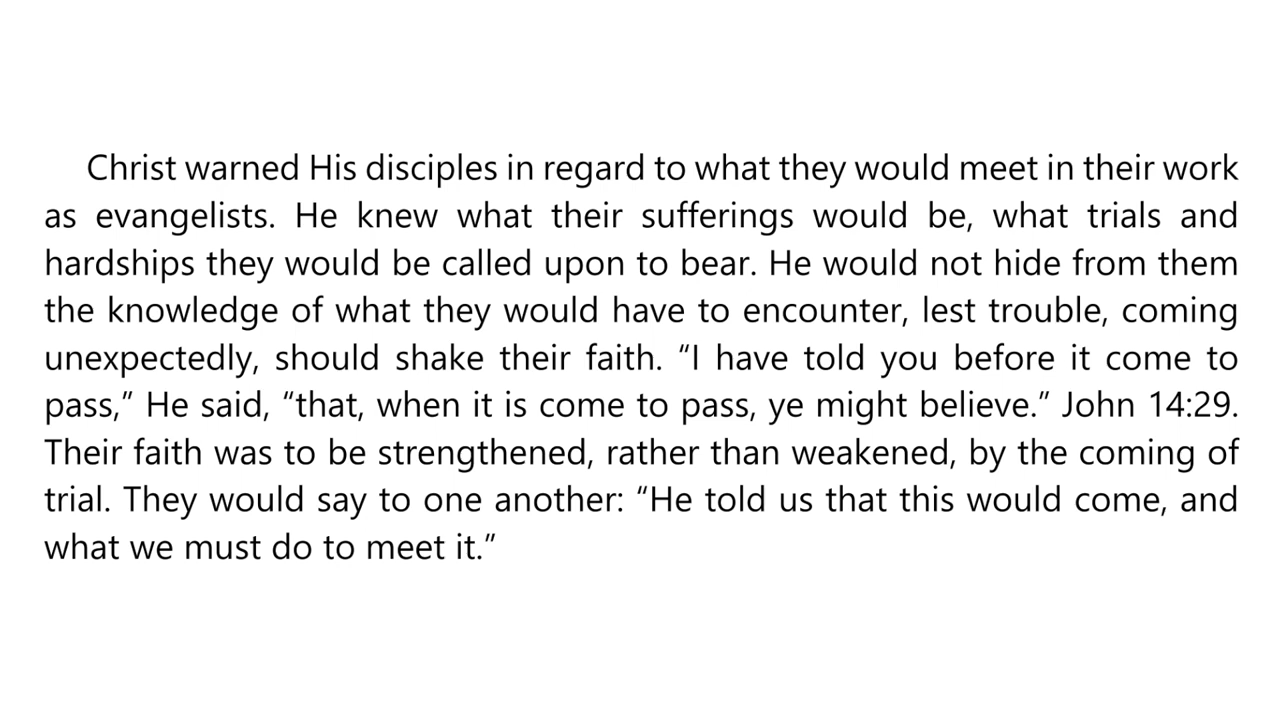 Christ warned His disciples in regard to what they would meet in their work
as evangelists. He knew what their sufferings would be, what trials and
hardships they would be called upon to bear. He would not hide from them
the knowledge of what they would have to encounter, lest trouble, coming
unexpectedly, should shake their faith. “I have told you before it come to
pass,” He said, “that, when it is come to pass, ye might believe.” John 14:29.
Their faith was to be strengthened, rather than weakened, by the coming of
trial. They would say to one another: “He told us that this would come, and
what we must do to meet it.”